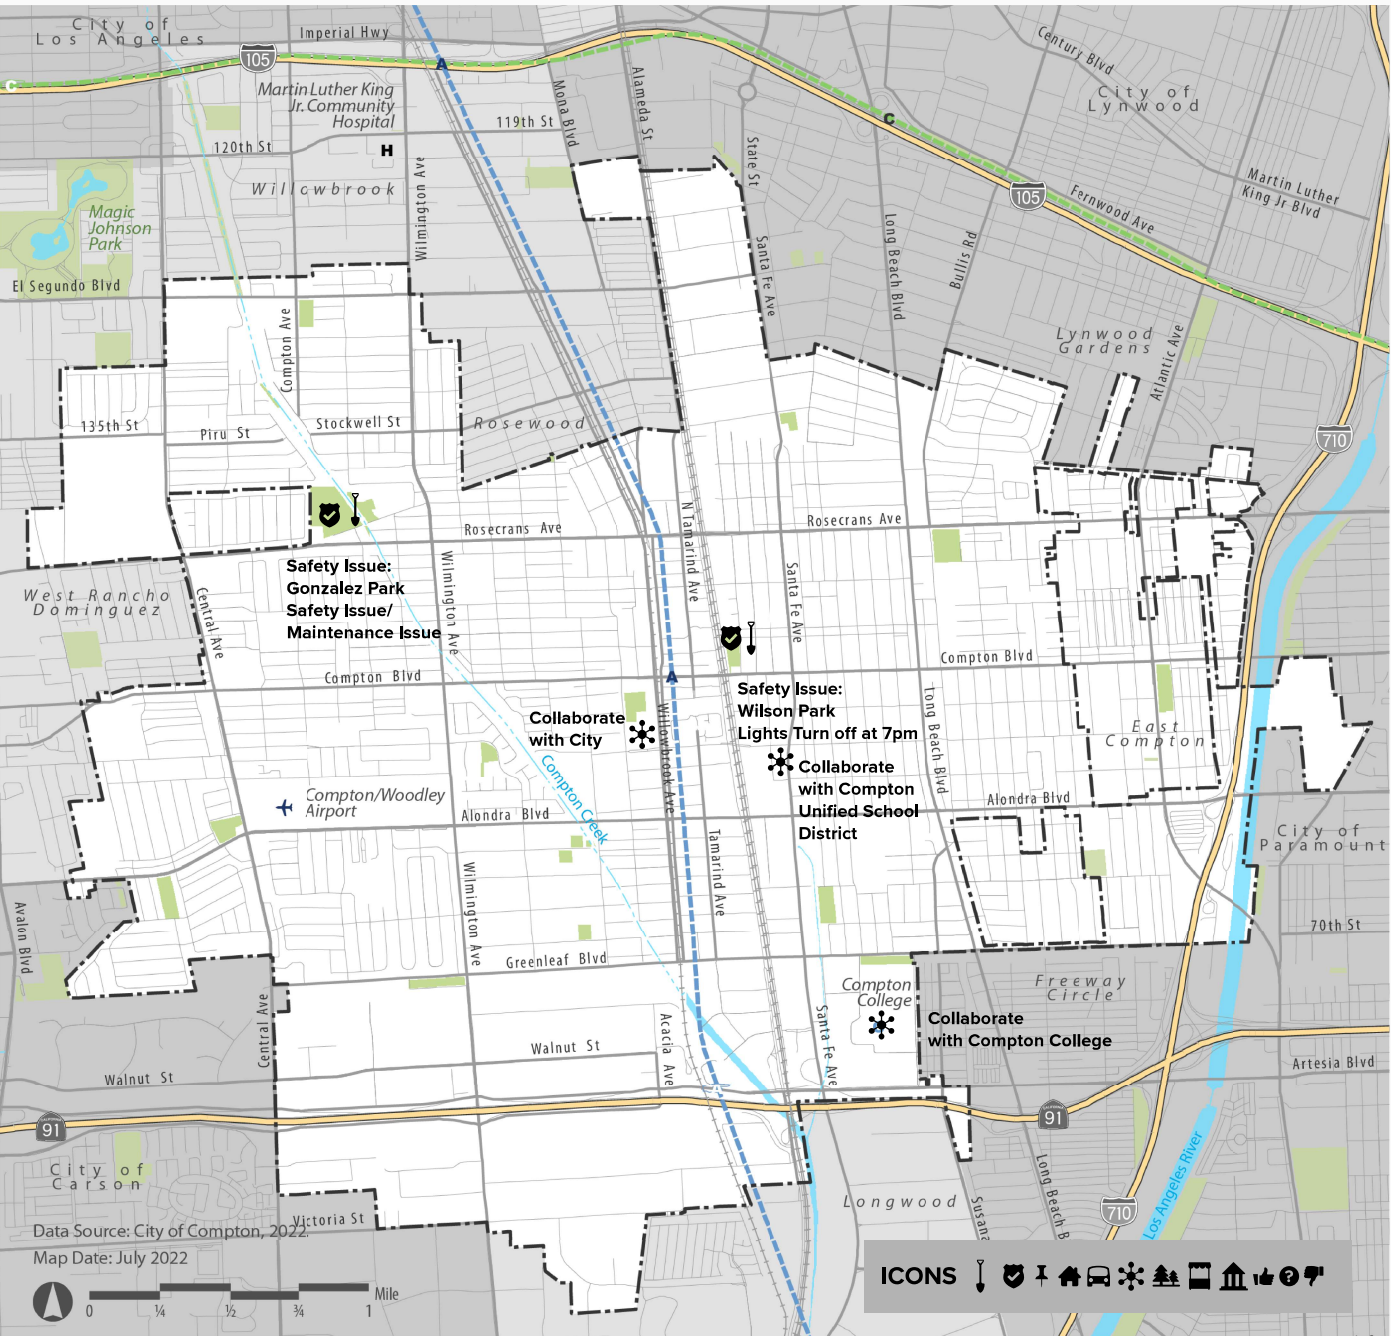 City of
Los Angeles
Imperial Hwy
105
A
C
Martin Luther King
Jr. Community
Hospital
H
119th St
120th St
Mona Blvd
Alameda St
State St
Century Blvd
City of
Lynwood
C
105
Fernwood Ave
Martin Luther
King Jr Blvd
Willowbrook
Wilmington Ave
Magic
Johnson
Park
El Segundo Blvd
Santa Fe Ave
Long Beach Blvd
Bullis Rd
Lynwood
Gardens
Atlantic Ave
Compton Ave
135th St
Piru St
Stockwell St
Rosewood
710
Rosecrans Ave
N Tamarind Ave
Rosecrans Ave
Safety Issue:
Gonzalez Park
Safety Issue/
Maintenance Issue
West Rancho
Dominguez
Central Ave
Wilmington Ave
Santa Fe Ave
Compton Blvd
A
Compton Blvd
Safety Issue:
Wilson Park
Lights Turn off at 7pm
Collaborate
with City
Willowbrook Ave
Long Beach Blvd
East
Compton
Collaborate
with Compton
Unified School
District
Compton Creek
Compton/Woodley
Airport
Alondra Blvd
Alondra Blvd
City of
Paramount
Tamarind Ave
Wilmington Ave
Avalon Blvd
70th St
Greenleaf Blvd
Compton
College
Freeway
Circle
Central Ave
Acacia Ave
Santa Fe Ave
Collaborate
with Compton College
Walnut St
Walnut St
Artesia Blvd
91
CALIFORNIA
91
City of
Carson
Long Beach B
Los Angeles River
Longwood
Susana
710
Victoria St
Data Source: City of Compton, 2022.
Map Date: July 2022
0 ¼ ½ ¾ 1 Mile
ICONS